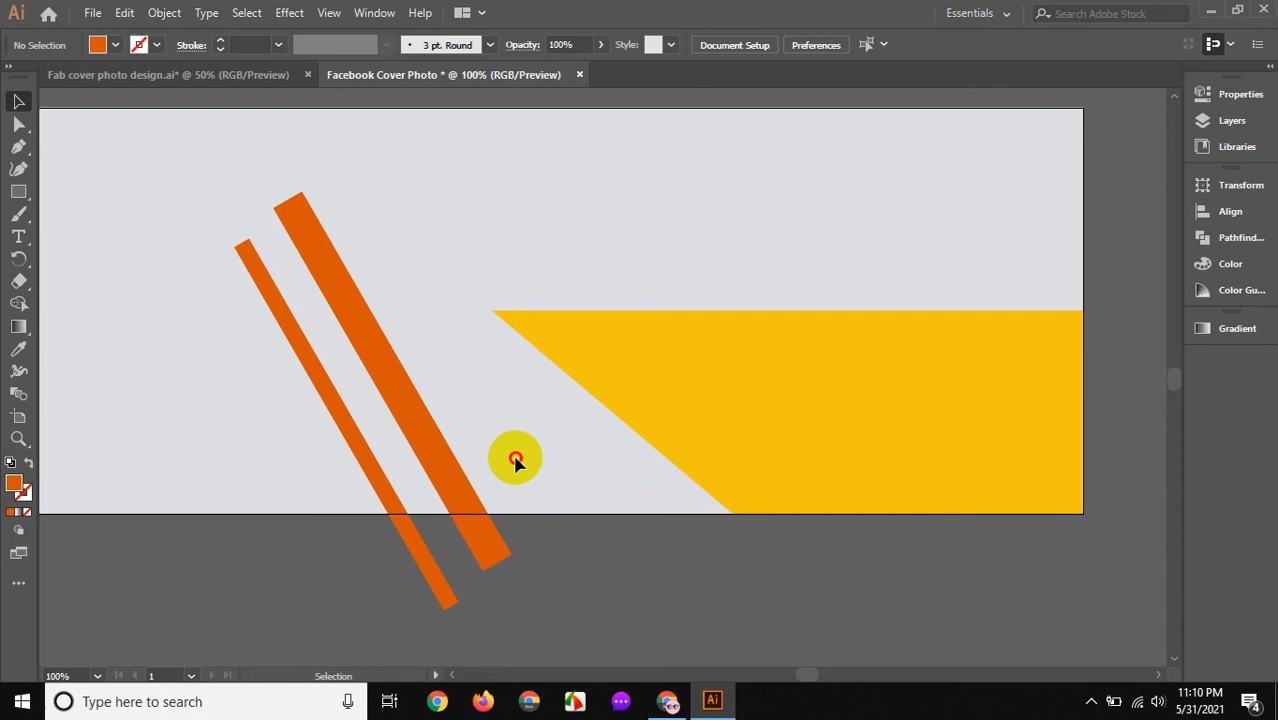 Ai File Edit Object Type Select Effect View Window Help Essentials Search Adobe Stock
No Selection Stroke: 3 pt. Round Opacity: 100% Style: Document Setup Preferences
Fab cover photo design.ai* @ 50% (RGB/Preview) × Facebook Cover Photo * @ 100% (RGB/Preview) ×
Properties
Layers
Libraries
Transform
Align
Pathfind...
Color
Color Gu...
Gradient
T
100% 1 Selection
Type here to search Ai 11:10 PM
5/31/2021 4